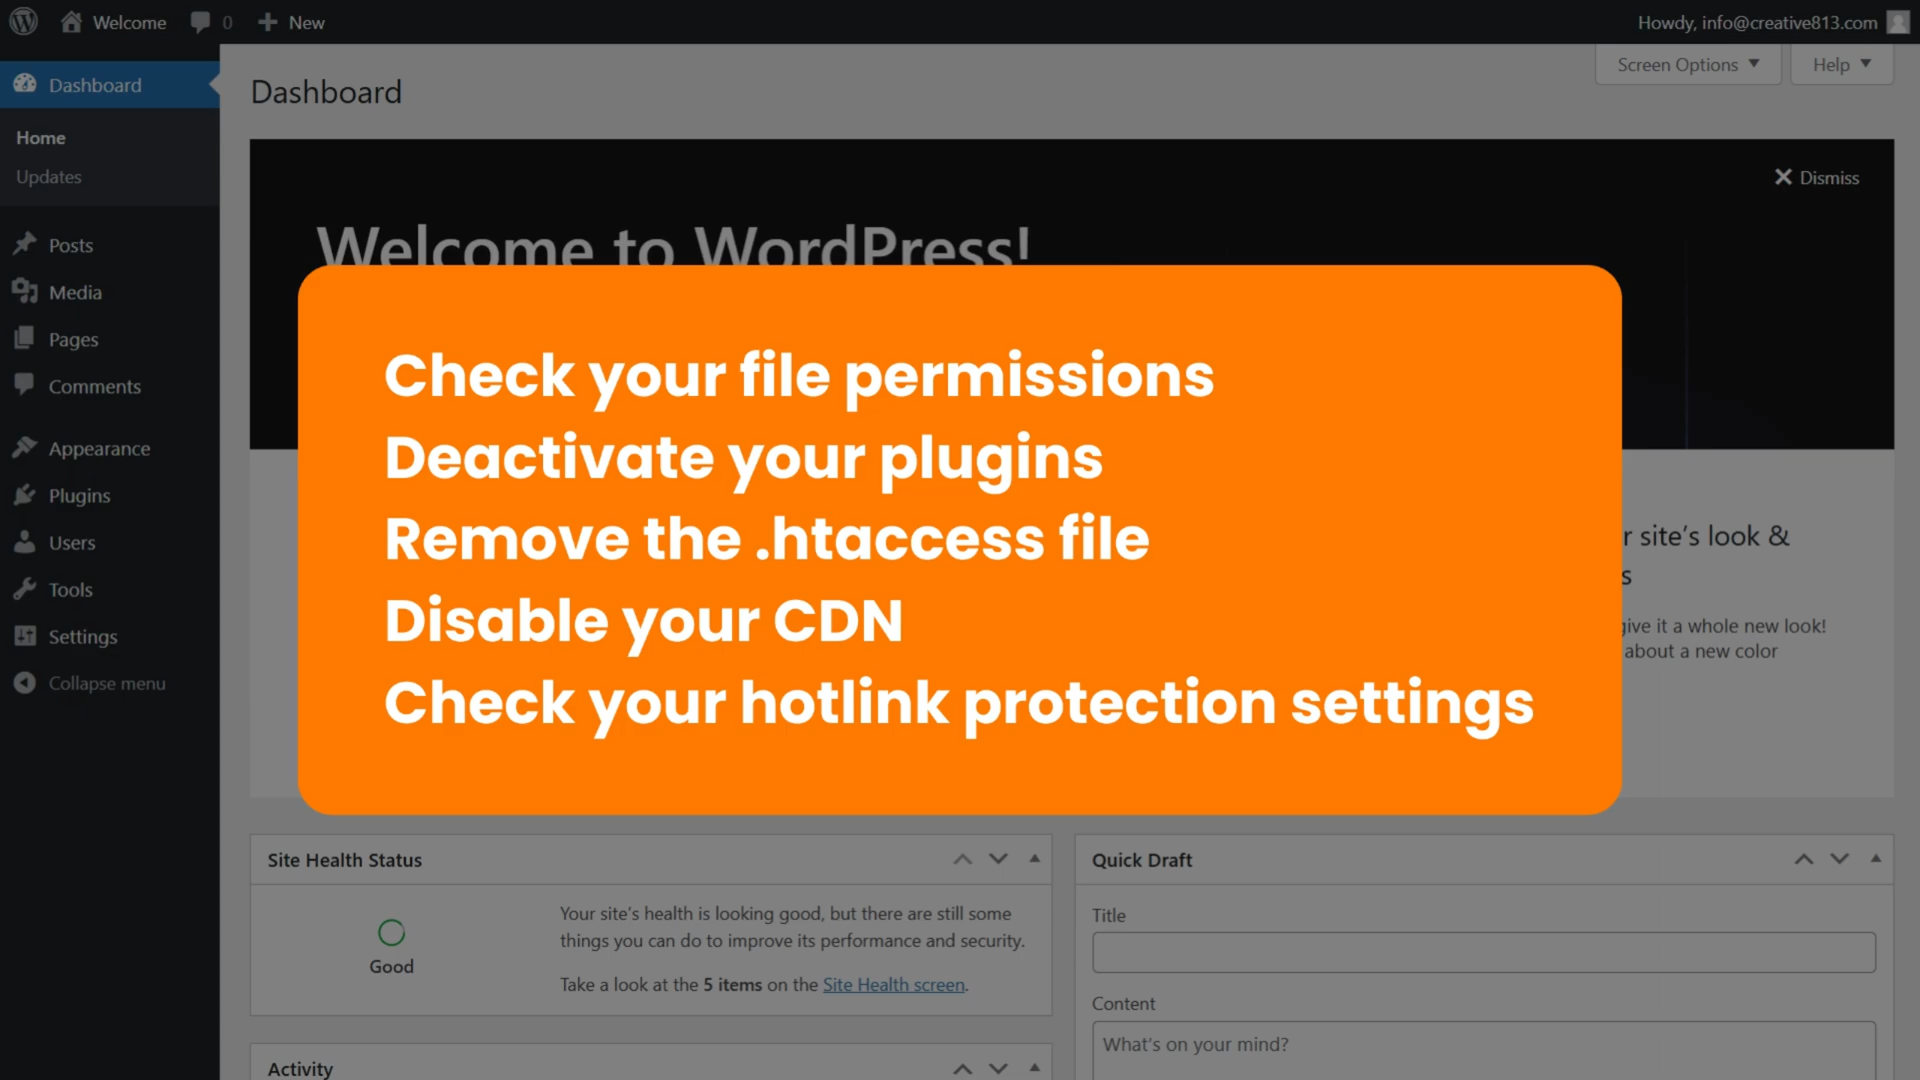 Welcome
0
New
Howdy, info@creative813.com
Screen Options
Help
Dashboard
Home
Updates
Posts
Media
Pages
Comments
Appearance
Plugins
Users
Tools
Settings
Collapse menu
Dashboard
Dismiss
Welcome to WordPress!
Check your file permissions
Deactivate your plugins
Remove the .htaccess file
Disable your CDN
Check your hotlink protection settings
r site's look &
s
give it a whole new look!
about a new color
Site Health Status
Good
Your site's health is looking good, but there are still some
things you can do to improve its performance and security.
Take a look at the 5 items on the Site Health screen.
Activity
Quick Draft
Title
Content
What's on your mind?